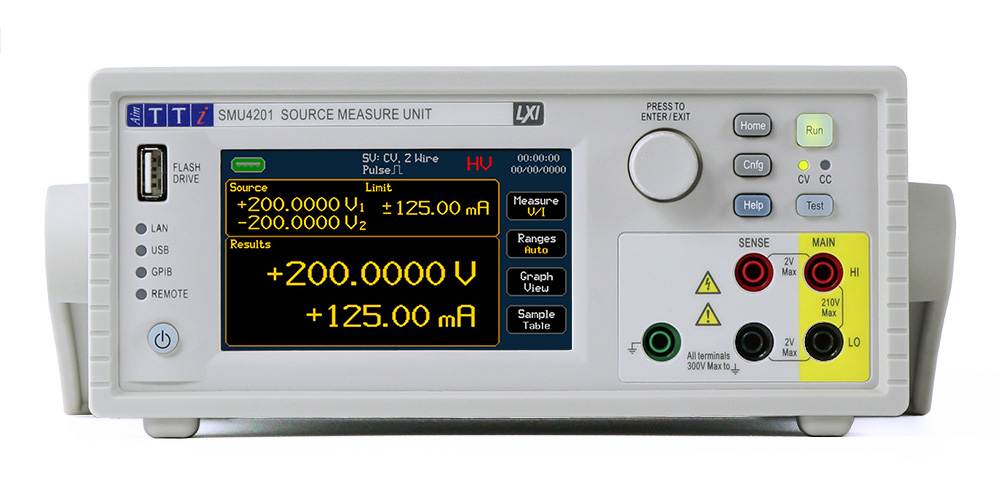 Aim TTi SMU4201 SOURCE MEASURE UNIT LXI
FLASH
DRIVE
LAN
USB
GPIB
REMOTE
SV: CV, 2 Wire
Pulse
HV
00:00:00
00/00/0000
Source
Limit
+200.0000 V1
-200.0000 V2
±125.00 mA
Results
+200.0000 V
+125.00 mA
Measure
V/I
Ranges
Auto
Graph
View
Sample
Table
PRESS TO
ENTER / EXIT
Home
Run
Cnfg
CV CC
Help
Test
SENSE
MAIN
2V
Max
HI
210V
Max
2V
Max
LO
All terminals
300V Max to